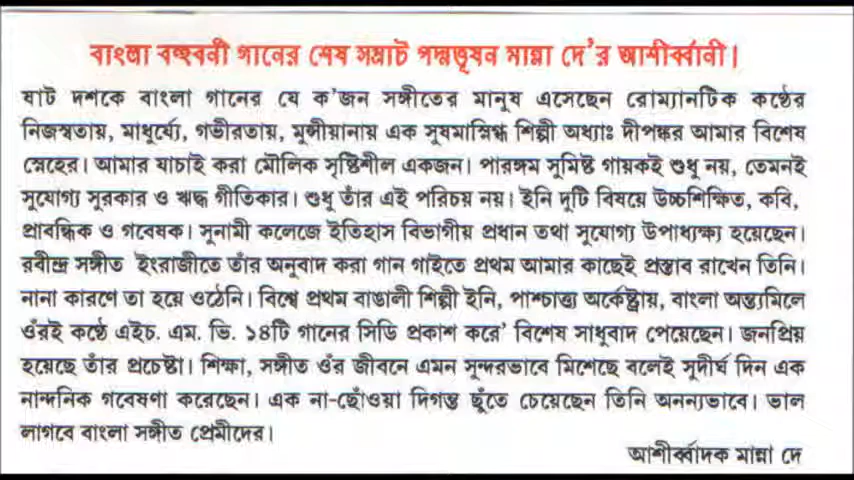 বাংলা বহুবর্নী গানের শেষ সম্রাট পদ্মভূষন মান্না দে'র আশীর্ব্বানী।
ষাট দশকে বাংলা গানের যে ক'জন সঙ্গীতের মানুষ এসেছেন রোম্যানটিক কণ্ঠের
নিজস্বতায়, মাধুর্য্যে, গভীরতায়, মুন্সীয়ানায় এক সুষমাস্নিগ্ধ শিল্পী অধ্যাঃ দীপঙ্কর আমার বিশেষ
স্নেহের। আমার যাচাই করা মৌলিক সৃষ্টিশীল একজন। পারঙ্গম সুমিষ্ট গায়কই শুধু নয়, তেমনই
সুযোগ্য সুরকার ও ঋদ্ধ গীতিকার। শুধু তাঁর এই পরিচয় নয়। ইনি দুটি বিষয়ে উচ্চশিক্ষিত, কবি,
প্রাবন্ধিক ও গবেষক। সুনামী কলেজে ইতিহাস বিভাগীয় প্রধান তথা সুযোগ্য উপাধ্যক্ষ্য হয়েছেন।
রবীন্দ্র সঙ্গীত ইংরাজীতে তাঁর অনুবাদ করা গান গাইতে প্রথম আমার কাছেই প্রস্তাব রাখেন তিনি।
নানা কারণে তা হয়ে ওঠেনি। বিশ্বে প্রথম বাঙালী শিল্পী ইনি, পাশ্চাত্ত্য অর্কেষ্ট্রায়, বাংলা অন্ত্যমিলে
ওঁরই কণ্ঠে এইচ. এম. ভি. ১৪টি গানের সিডি প্রকাশ করে' বিশেষ সাধুবাদ পেয়েছেন। জনপ্রিয়
হয়েছে তাঁর প্রচেষ্টা। শিক্ষা, সঙ্গীত ওঁর জীবনে এমন সুন্দরভাবে মিশেছে বলেই সুদীর্ঘ দিন এক
নান্দনিক গবেষণা করেছেন। এক না-ছোঁওয়া দিগন্ত ছুঁতে চেয়েছেন তিনি অনন্যভাবে। ভাল
লাগবে বাংলা সঙ্গীত প্রেমীদের।
আশীর্ব্বাদক মান্না দে